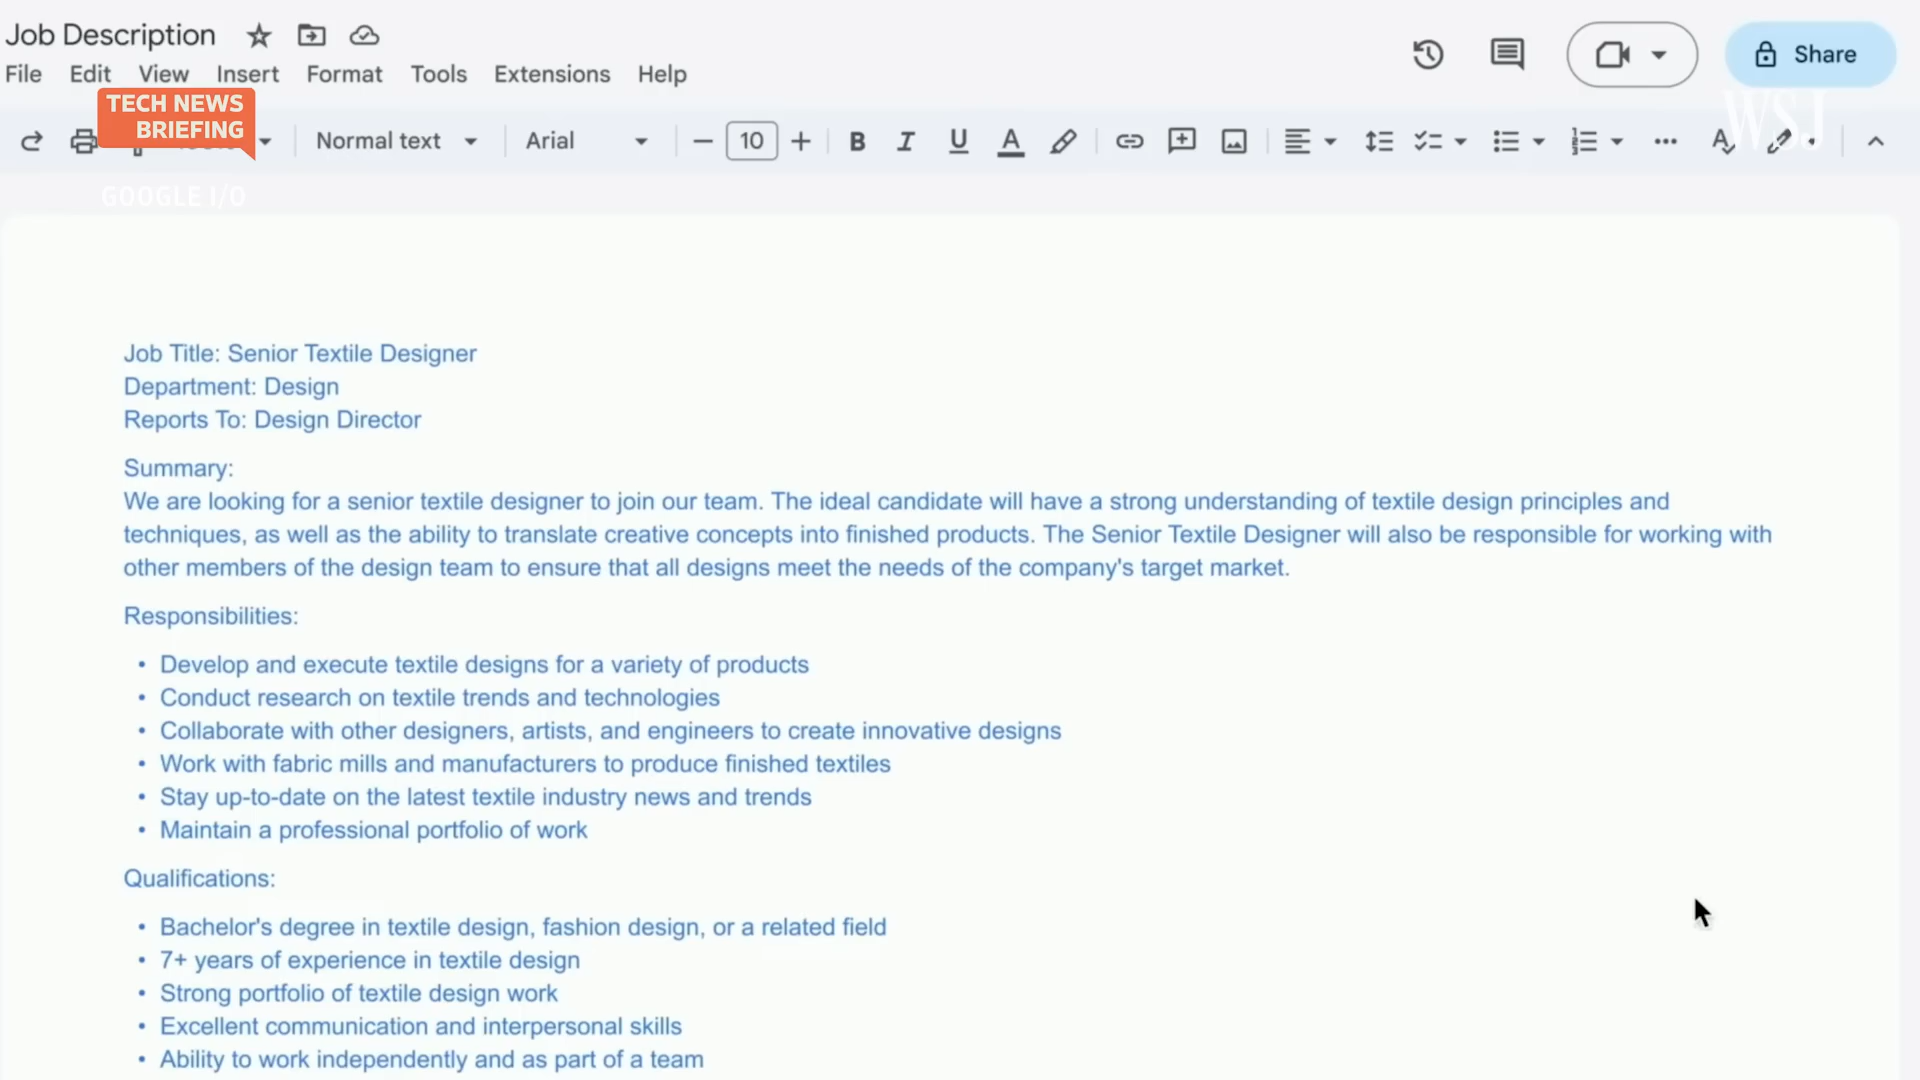 Job Description
File Edit View Insert Format Tools Extensions Help
Share
TECH NEWS
BRIEFING
WSJ
Normal text
Arial
10
B I U A
GOOGLE I/O
Job Title: Senior Textile Designer
Department: Design
Reports To: Design Director
Summary:
We are looking for a senior textile designer to join our team. The ideal candidate will have a strong understanding of textile design principles and
techniques, as well as the ability to translate creative concepts into finished products. The Senior Textile Designer will also be responsible for working with
other members of the design team to ensure that all designs meet the needs of the company's target market.
Responsibilities:
• Develop and execute textile designs for a variety of products
• Conduct research on textile trends and technologies
• Collaborate with other designers, artists, and engineers to create innovative designs
• Work with fabric mills and manufacturers to produce finished textiles
• Stay up-to-date on the latest textile industry news and trends
• Maintain a professional portfolio of work
Qualifications:
• Bachelor's degree in textile design, fashion design, or a related field
• 7+ years of experience in textile design
• Strong portfolio of textile design work
• Excellent communication and interpersonal skills
• Ability to work independently and as part of a team